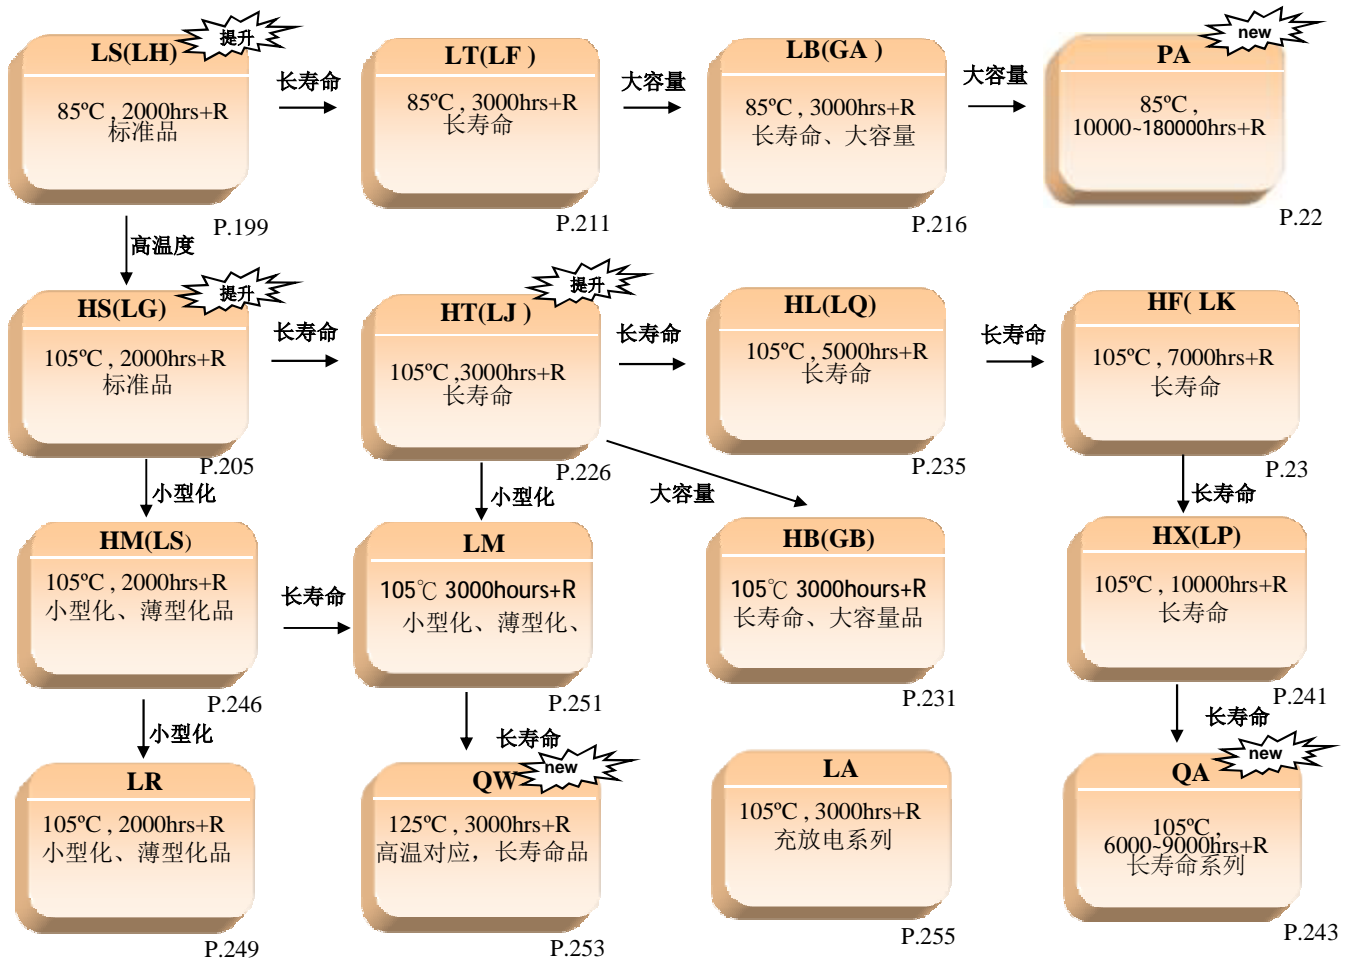 LS(LH)
提升
85ºC , 2000hrs+R
标准品
P.199
长寿命
LT(LF )
85ºC , 3000hrs+R
长寿命
P.211
大容量
LB(GA )
85ºC , 3000hrs+R
长寿命、大容量
P.216
大容量
PA
new
85ºC ,
10000~180000hrs+R
P.22
高温度
HS(LG)
提升
105ºC , 2000hrs+R
标准品
P.205
长寿命
HT(LJ )
提升
105ºC ,3000hrs+R
长寿命
P.226
长寿命
HL(LQ)
105ºC , 5000hrs+R
长寿命
P.235
长寿命
HF( LK
105ºC , 7000hrs+R
长寿命
P.23
小型化
小型化
大容量
长寿命
HM(LS)
105ºC , 2000hrs+R
小型化、薄型化品
P.246
长寿命
LM
105℃ 3000hours+R
小型化、薄型化、
P.251
HB(GB)
105℃ 3000hours+R
长寿命、大容量品
P.231
HX(LP)
105ºC , 10000hrs+R
长寿命
P.241
小型化
长寿命
长寿命
LR
105ºC , 2000hrs+R
小型化、薄型化品
P.249
QW
new
125ºC , 3000hrs+R
高温对应，长寿命品
P.253
LA
105ºC , 3000hrs+R
充放电系列
P.255
QA
new
105ºC ,
6000~9000hrs+R
长寿命系列
P.243